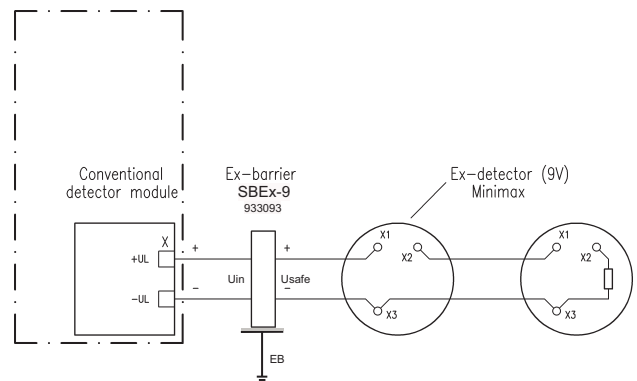 Conventional
detector module
Ex-barrier
SBEx-9
933093
Ex-detector (9V)
Minimax
X
+UL
-UL
+
-
Uin
Usafe
+
-
EB
X1
X2
X3
X1
X2
X3